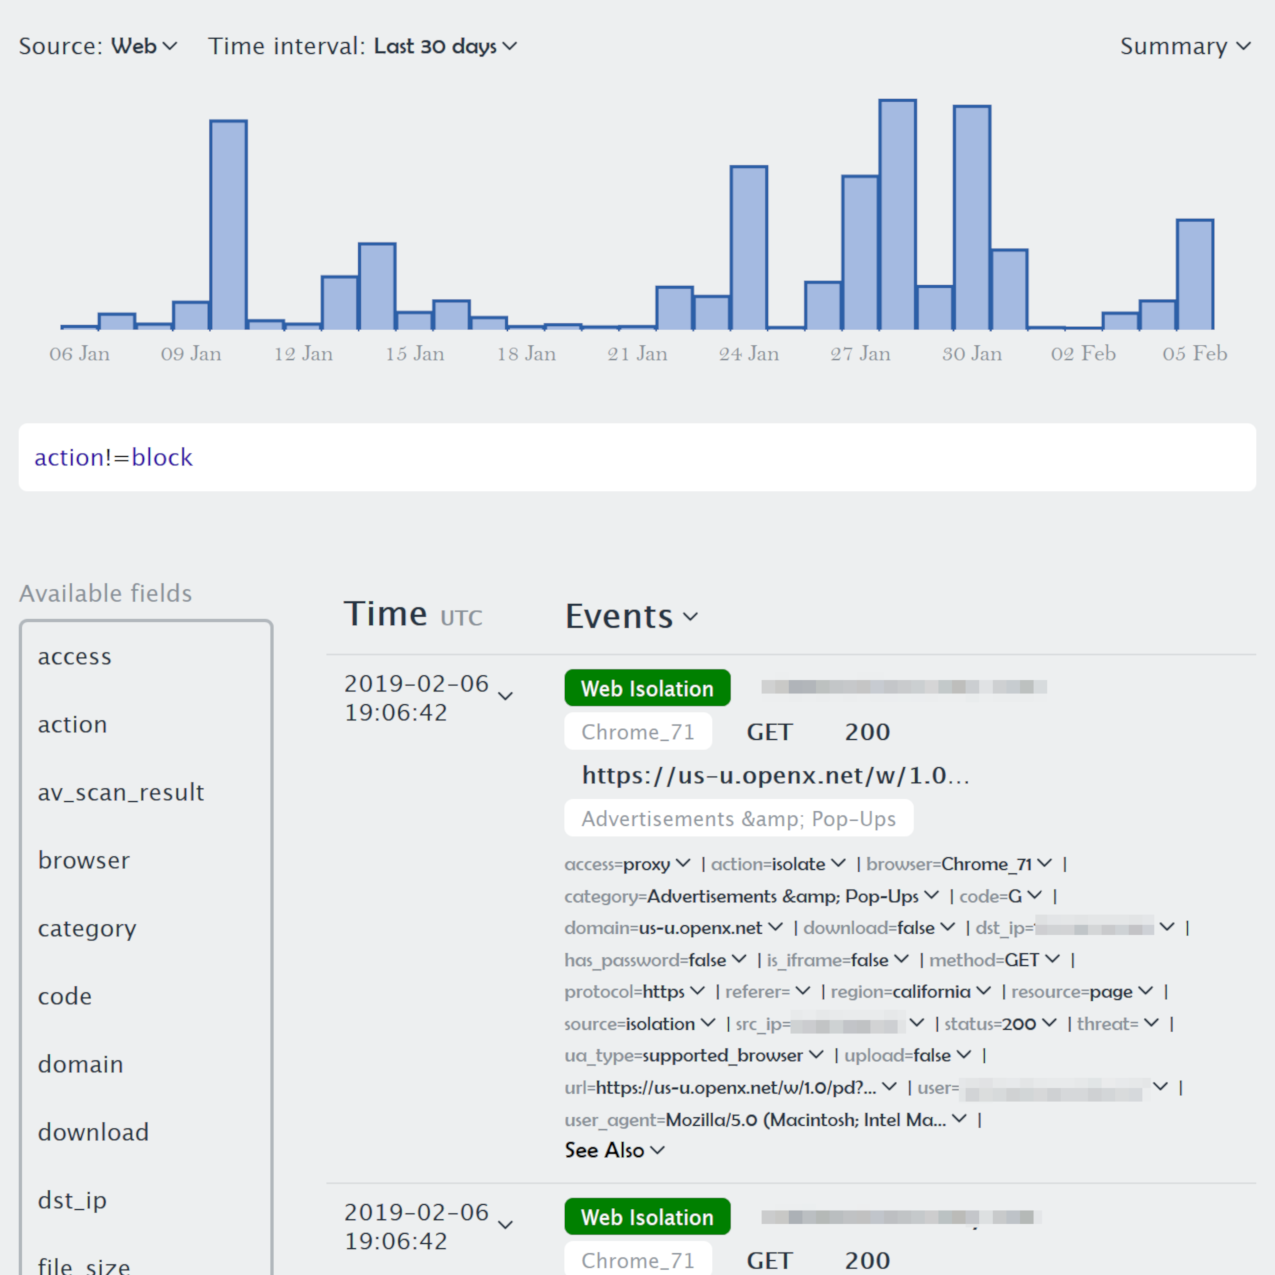 Source: Web Time interval: Last 30 days Summary
06 Jan 09 Jan 12 Jan 15 Jan 18 Jan 21 Jan 24 Jan 27 Jan 30 Jan 02 Feb 05 Feb
action!=block
Available fields
access
action
av_scan_result
browser
category
code
domain
download
dst_ip
file_size
Time UTC Events
2019-02-06
19:06:42
Web Isolation
Chrome_71 GET 200
https://us-u.openx.net/w/1.0...
Advertisements &amp; Pop-Ups
access=proxy | action=isolate | browser=Chrome_71 |
category=Advertisements &amp; Pop-Ups | code=G |
domain=us-u.openx.net | download=false | dst_ip= |
has_password=false | is_iframe=false | method=GET |
protocol=https | referer= | region=california | resource=page |
source=isolation | src_ip= | status=200 | threat= |
ua_type=supported_browser | upload=false |
url=https://us-u.openx.net/w/1.0/pd?... | user= |
user_agent=Mozilla/5.0 (Macintosh; Intel Ma... |
See Also
2019-02-06
19:06:42
Web Isolation
Chrome_71 GET 200